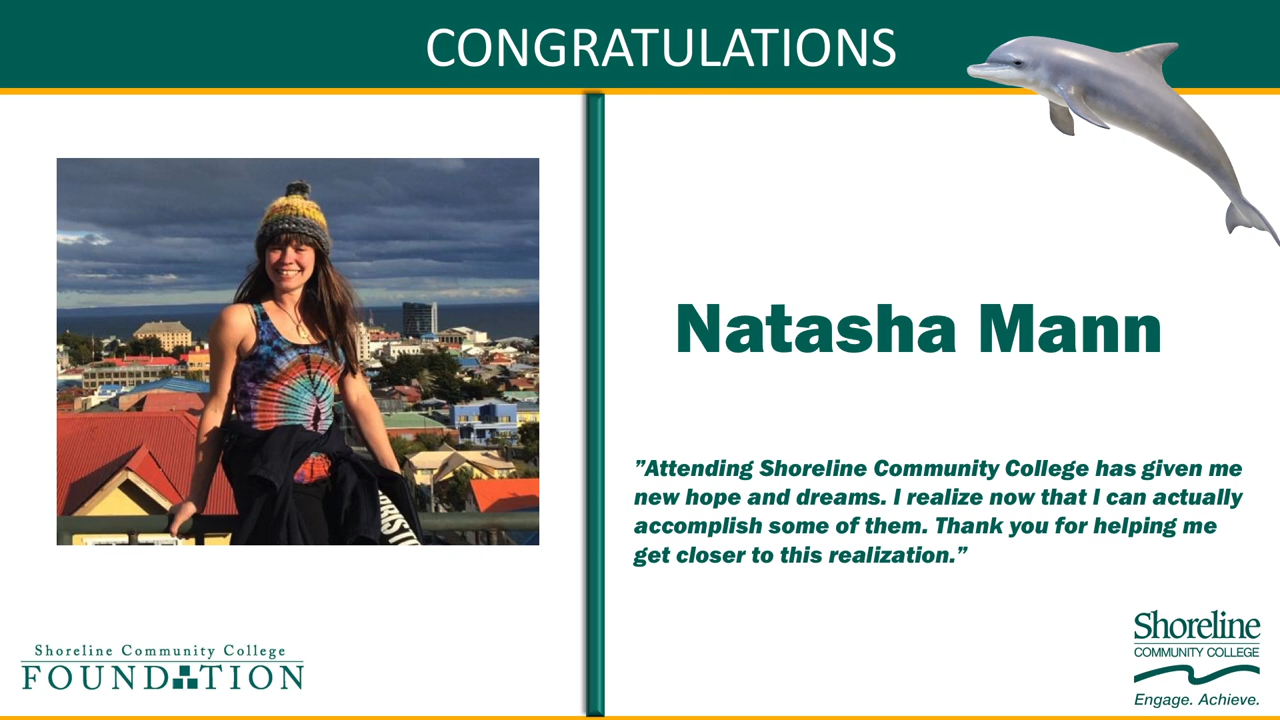 CONGRATULATIONS
Natasha Mann
”Attending Shoreline Community College has given me
new hope and dreams. I realize now that I can actually
accomplish some of them. Thank you for helping me
get closer to this realization.”
Shoreline Community College
FOUNDATION
Shoreline
COMMUNITY COLLEGE
Engage. Achieve.